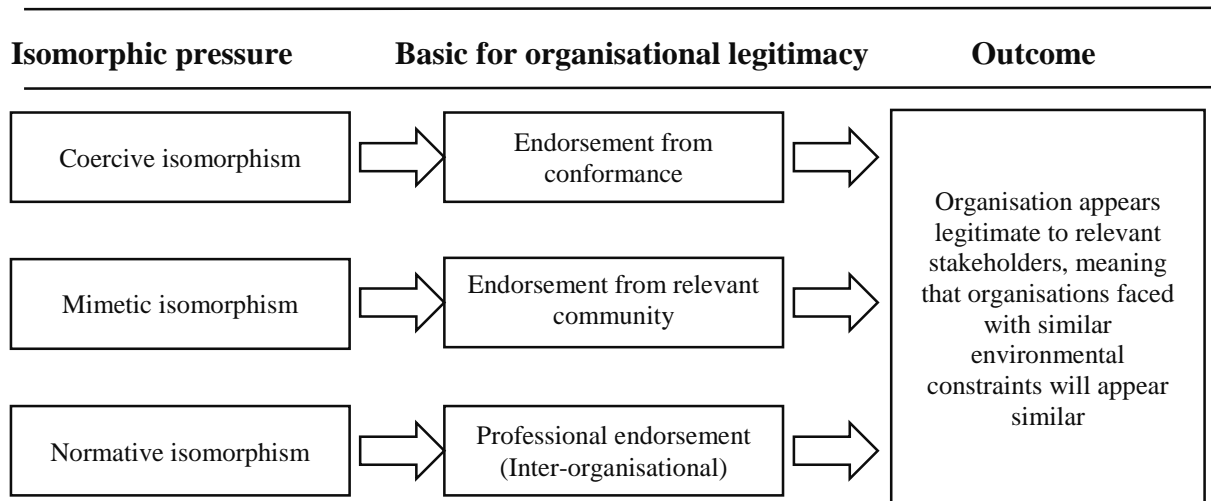 Isomorphic pressure Basic for organisational legitimacy Outcome
Coercive isomorphism
Endorsement from
conformance
Mimetic isomorphism
Endorsement from relevant
community
Normative isomorphism
Professional endorsement
(Inter-organisational)
Organisation appears
legitimate to relevant
stakeholders, meaning
that organisations faced
with similar
environmental
constraints will appear
similar